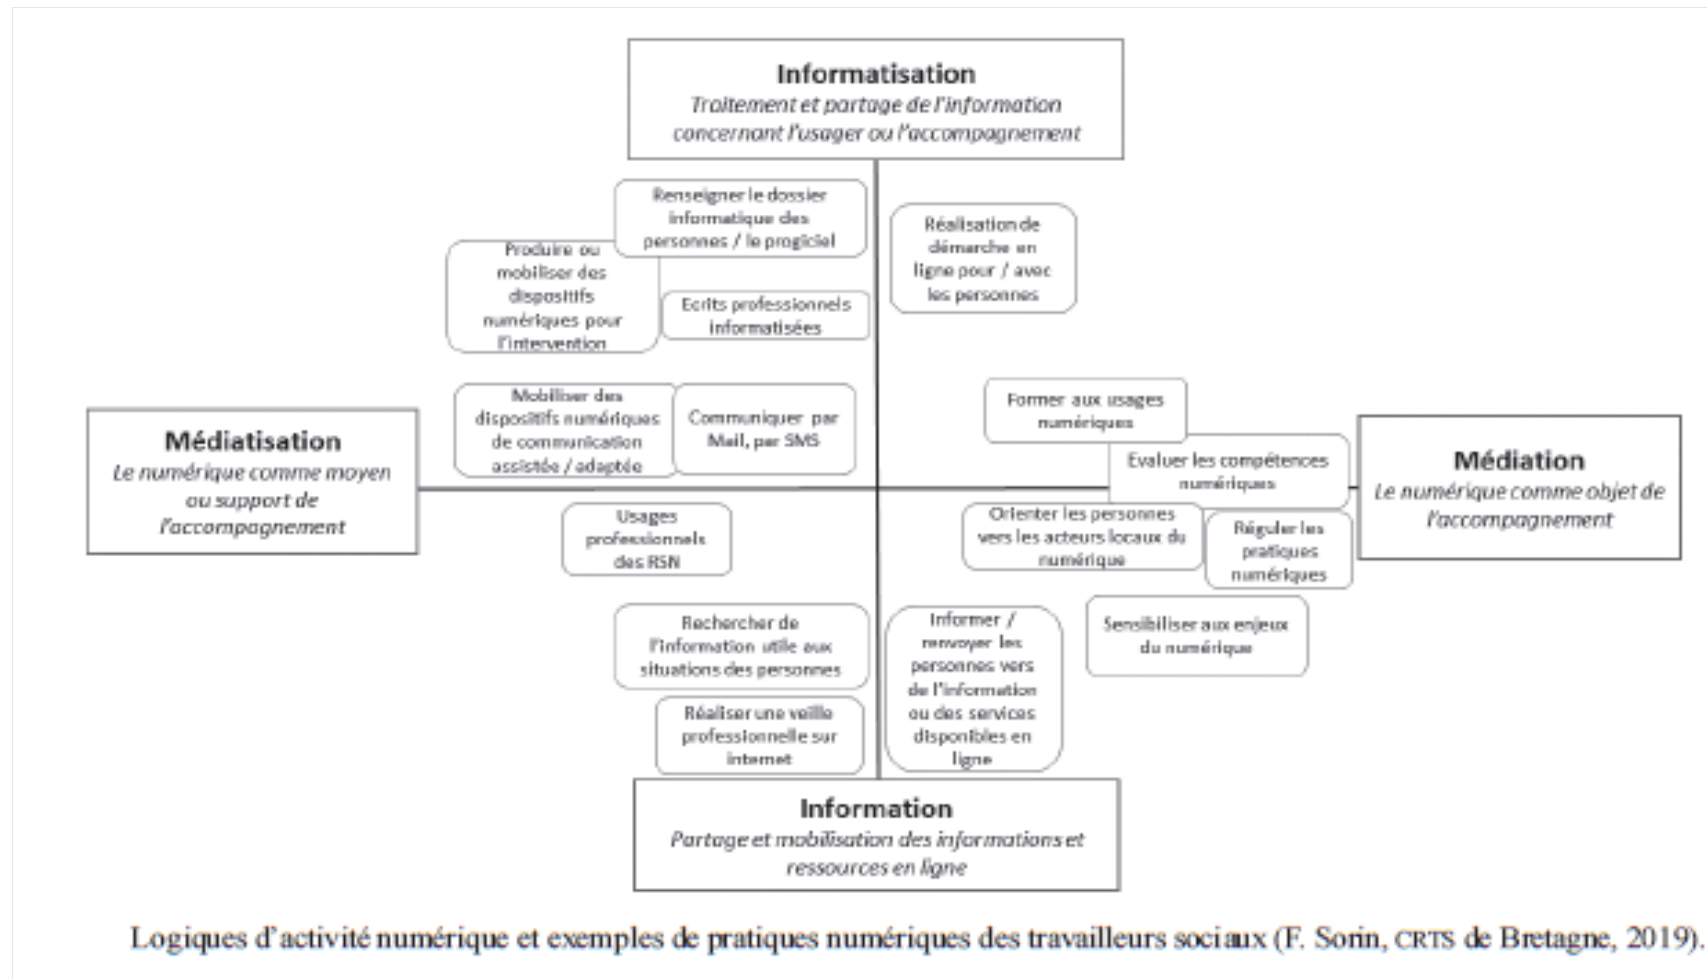 Informatisation
Traitement et partage de l'information
concernant l'usager ou l'accompagnement
Renseigner le dossier
informatique des
personnes / le progiciel
Réalisation de
démarche en
ligne pour / avec
les personnes
Produire ou
mobiliser des
dispositifs
numériques pour
l'intervention
Ecrits professionnels
informatisées
Mobiliser des
dispositifs numériques
de communication
assistée / adaptée
Communiquer par
Mail, par SMS
Former aux usages
numériques
Médiatisation
Le numérique comme moyen
ou support de
l'accompagnement
Evaluer les compétences
numériques
Médiation
Le numérique comme objet de
l'accompagnement
Usages
professionnels
des RSN
Orienter les personnes
vers les acteurs locaux du
numérique
Réguler les
pratiques
numériques
Rechercher de
l'information utile aux
situations des personnes
Informer /
renvoyer les
personnes vers
de l'information
ou des services
disponibles en
ligne
Sensibiliser aux enjeux
du numérique
Réaliser une veille
professionnelle sur
internet
Information
Partage et mobilisation des informations et
ressources en ligne
Logiques d'activité numérique et exemples de pratiques numériques des travailleurs sociaux (F. Sorin, CRTS de Bretagne, 2019).